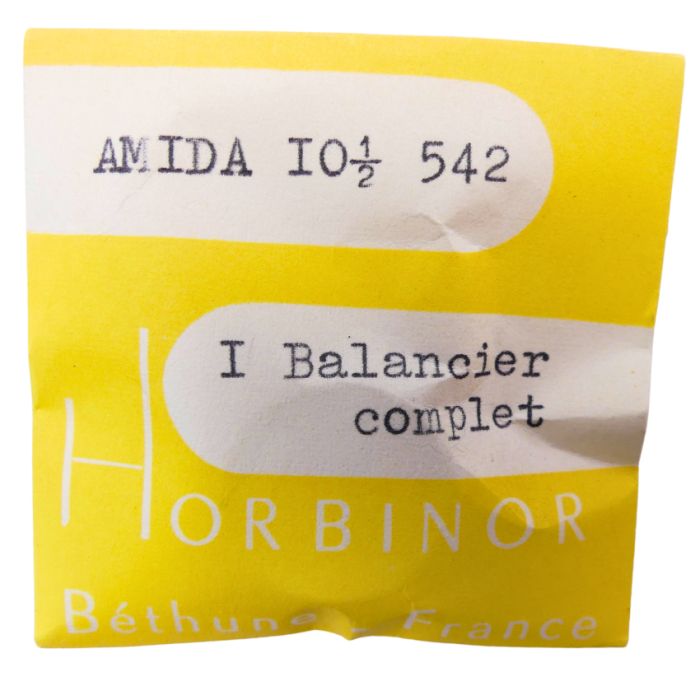 AMIDA IO½ 542
I Balancier
complet
HORBINOR
Béthune - France